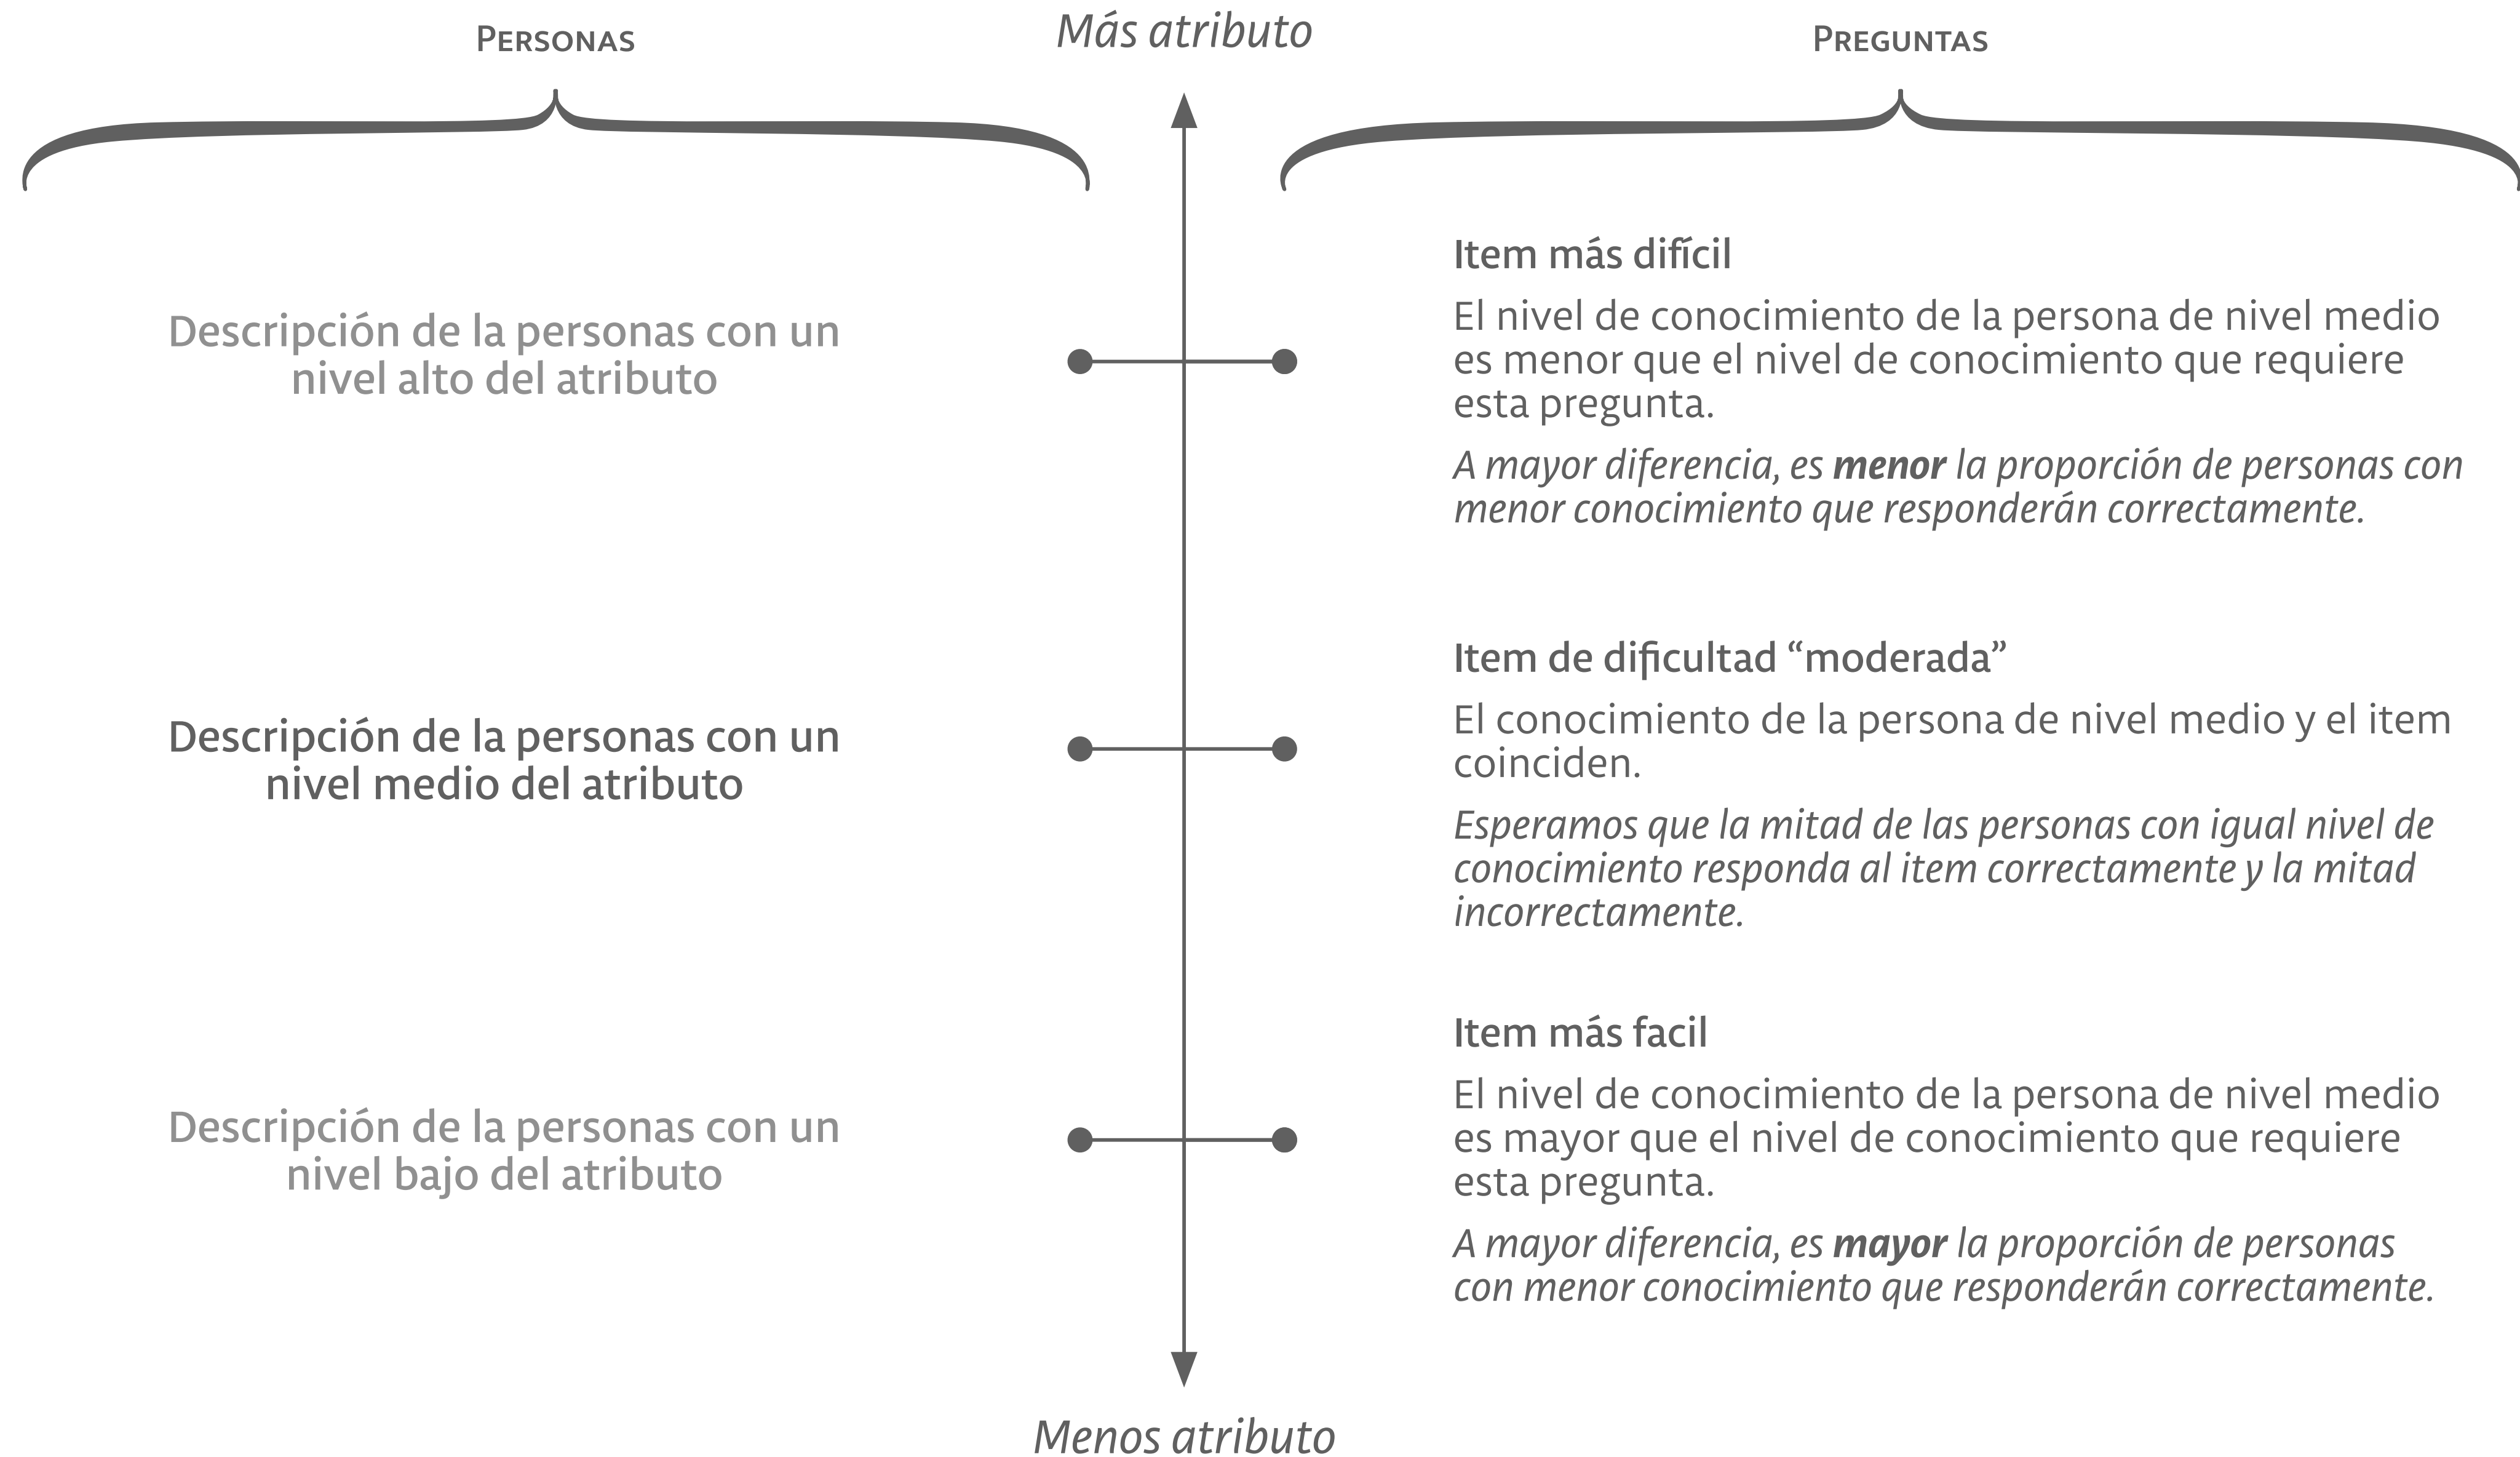 PERSONAS
Más atributo
PREGUNTAS
Descripción de la personas con un
nivel alto del atributo
Item más difícil
El nivel de conocimiento de la persona de nivel medio
es menor que el nivel de conocimiento que requiere
esta pregunta.
A mayor diferencia, es menor la proporción de personas con
menor conocimiento que responderán correctamente.
Descripción de la personas con un
nivel medio del atributo
Item de dificultad “moderada”
El conocimiento de la persona de nivel medio y el item
coinciden.
Esperamos que la mitad de las personas con igual nivel de
conocimiento responda al item correctamente y la mitad
incorrectamente.
Descripción de la personas con un
nivel bajo del atributo
Item más facil
El nivel de conocimiento de la persona de nivel medio
es mayor que el nivel de conocimiento que requiere
esta pregunta.
A mayor diferencia, es mayor la proporción de personas
con menor conocimiento que responderán correctamente.
Menos atributo